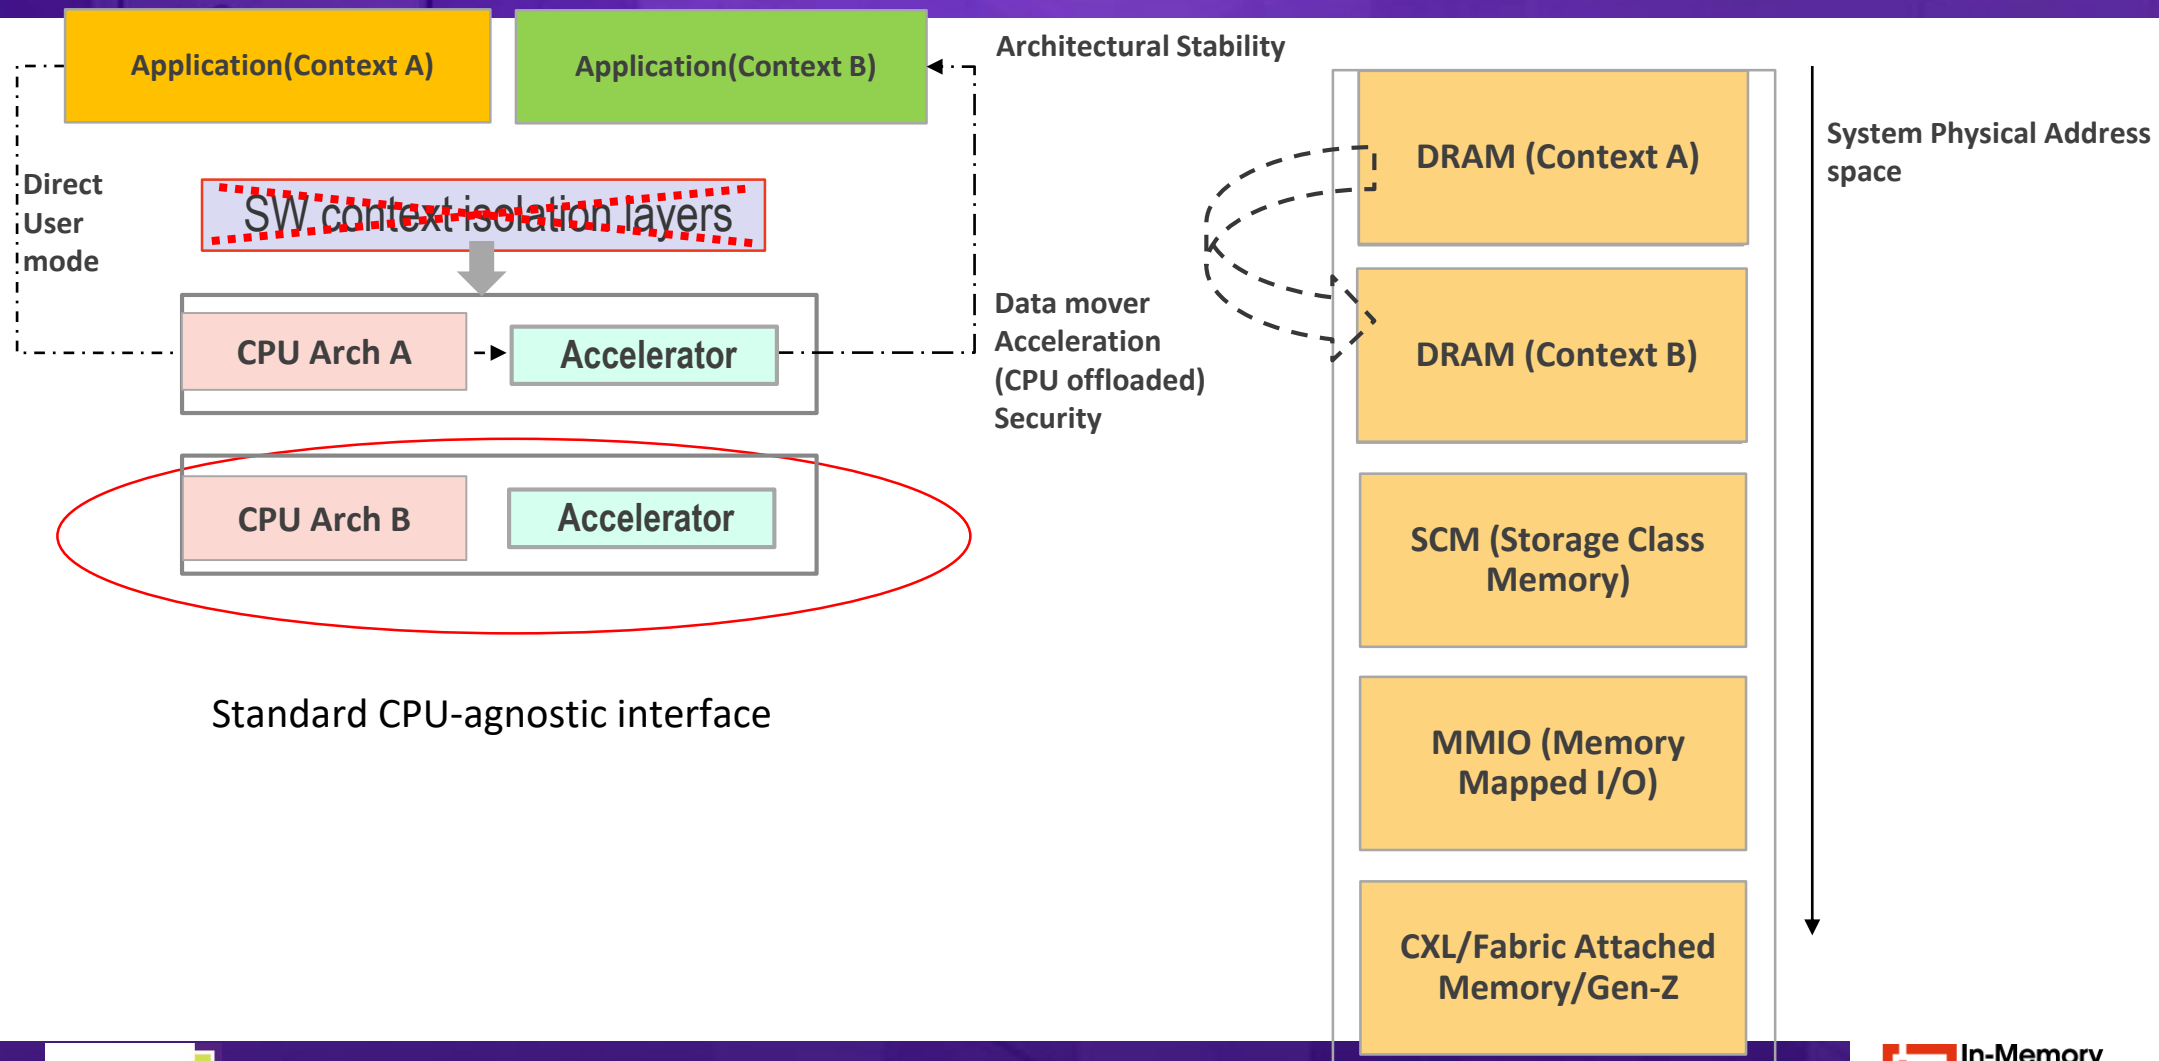 Application(Context A)
Application(Context B)
Architectural Stability
Direct
User
mode
SW context isolation layers
CPU Arch A
Accelerator
Data mover
Acceleration
(CPU offloaded)
Security
CPU Arch B
Accelerator
Standard CPU-agnostic interface
DRAM (Context A)
DRAM (Context B)
SCM (Storage Class
Memory)
MMIO (Memory
Mapped I/O)
CXL/Fabric Attached
Memory/Gen-Z
System Physical Address
space
In-Memory